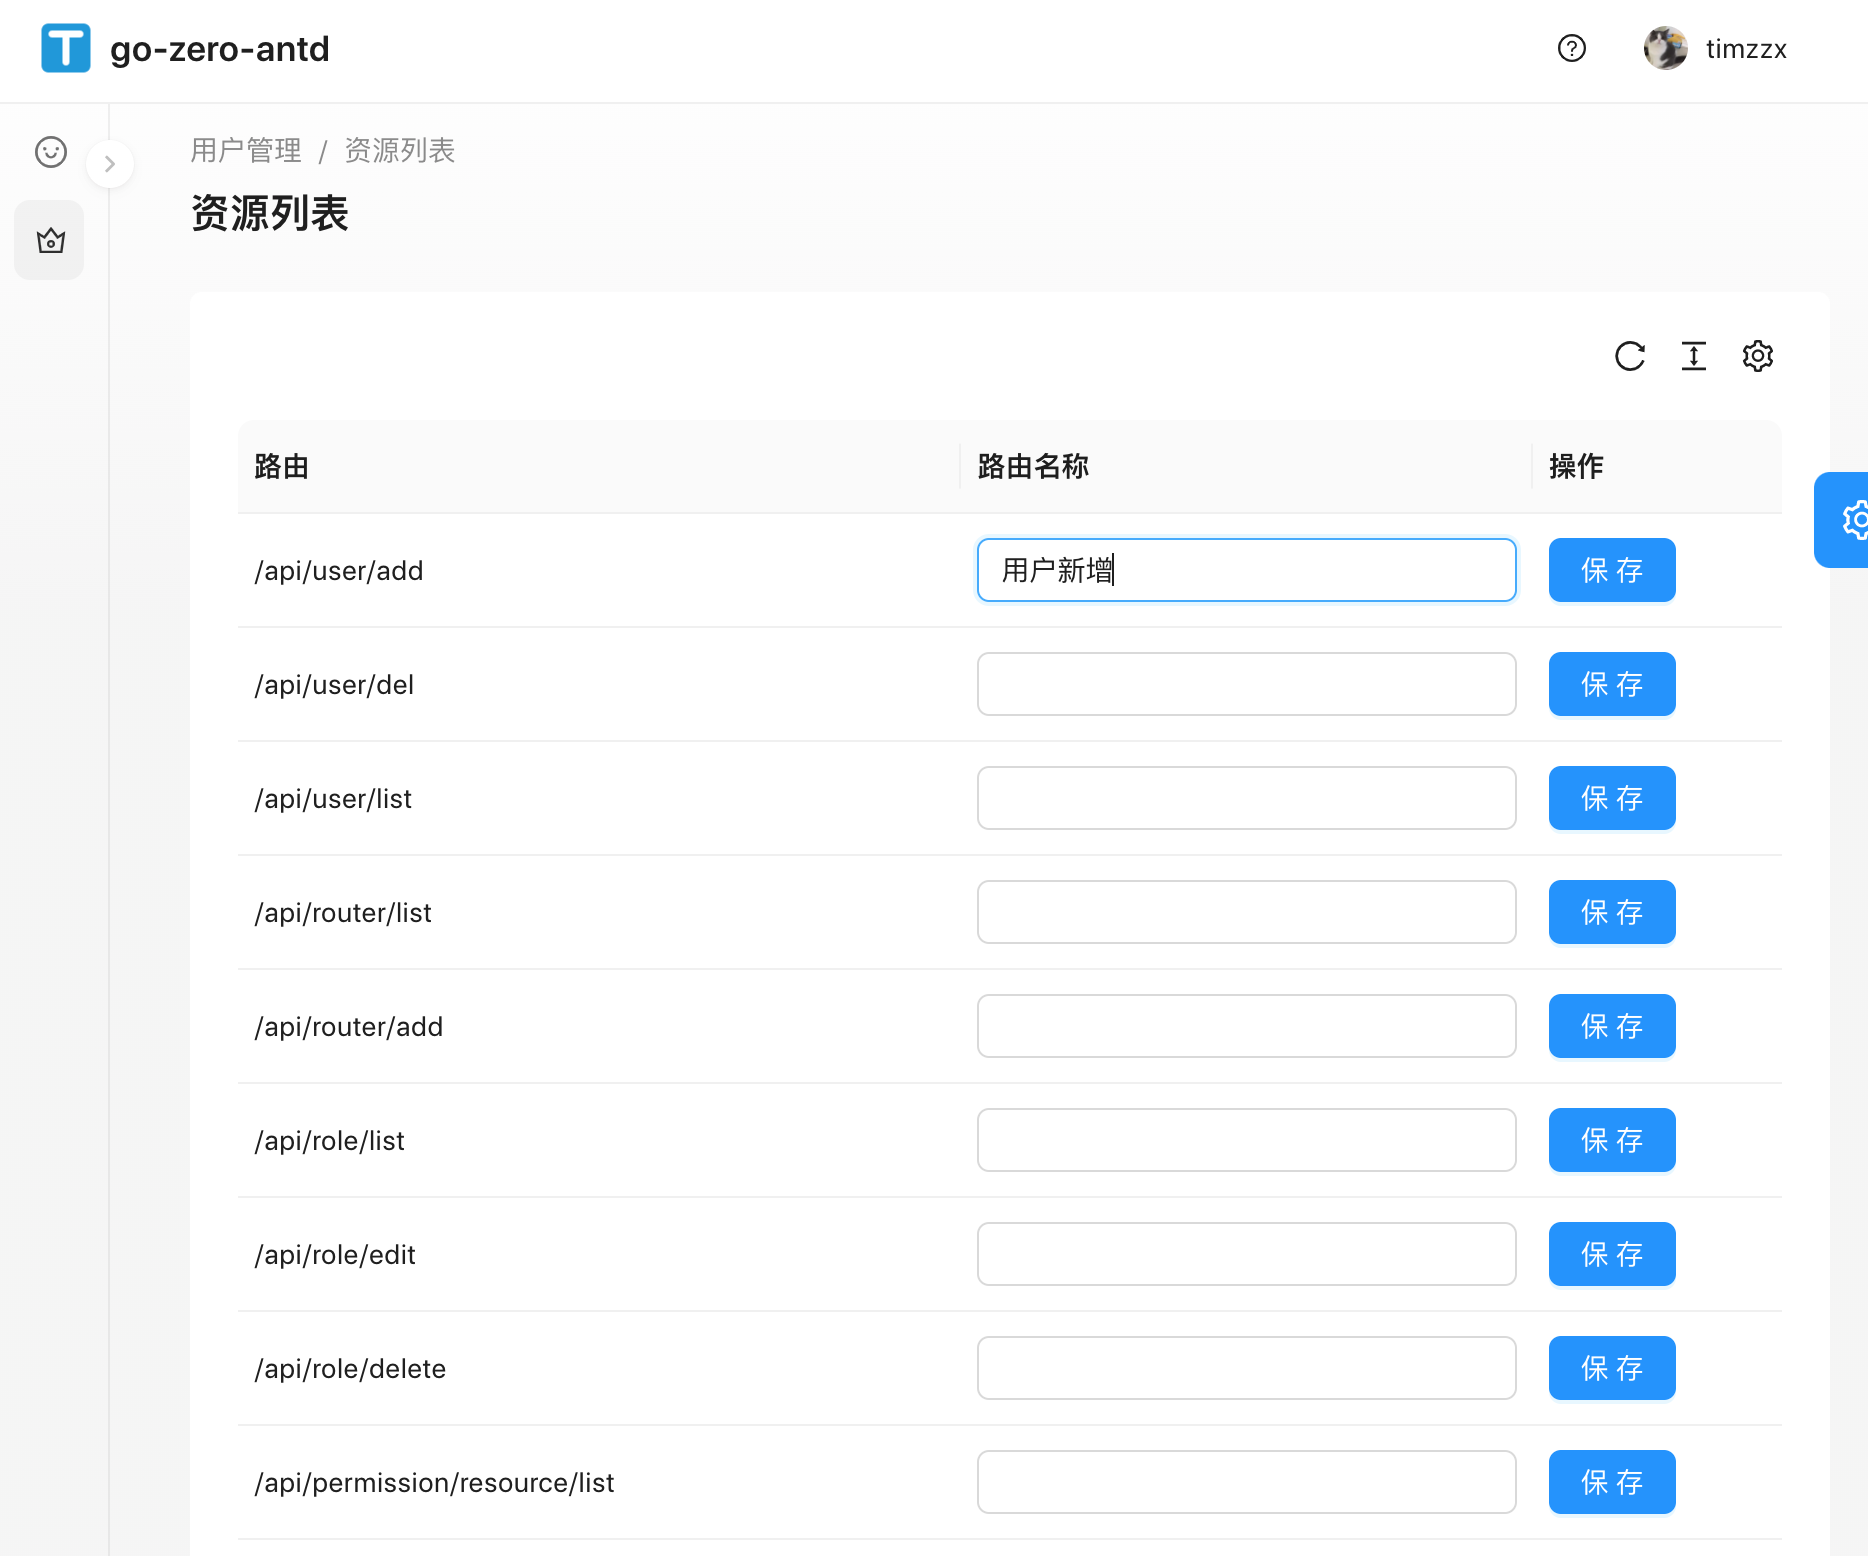 T go-zero-antd
timzzx
用户管理 / 资源列表
资源列表
路由 路由名称 操作
/api/user/add 用户新增 保 存
/api/user/del 保 存
/api/user/list 保 存
/api/router/list 保 存
/api/router/add 保 存
/api/role/list 保 存
/api/role/edit 保 存
/api/role/delete 保 存
/api/permission/resource/list 保 存